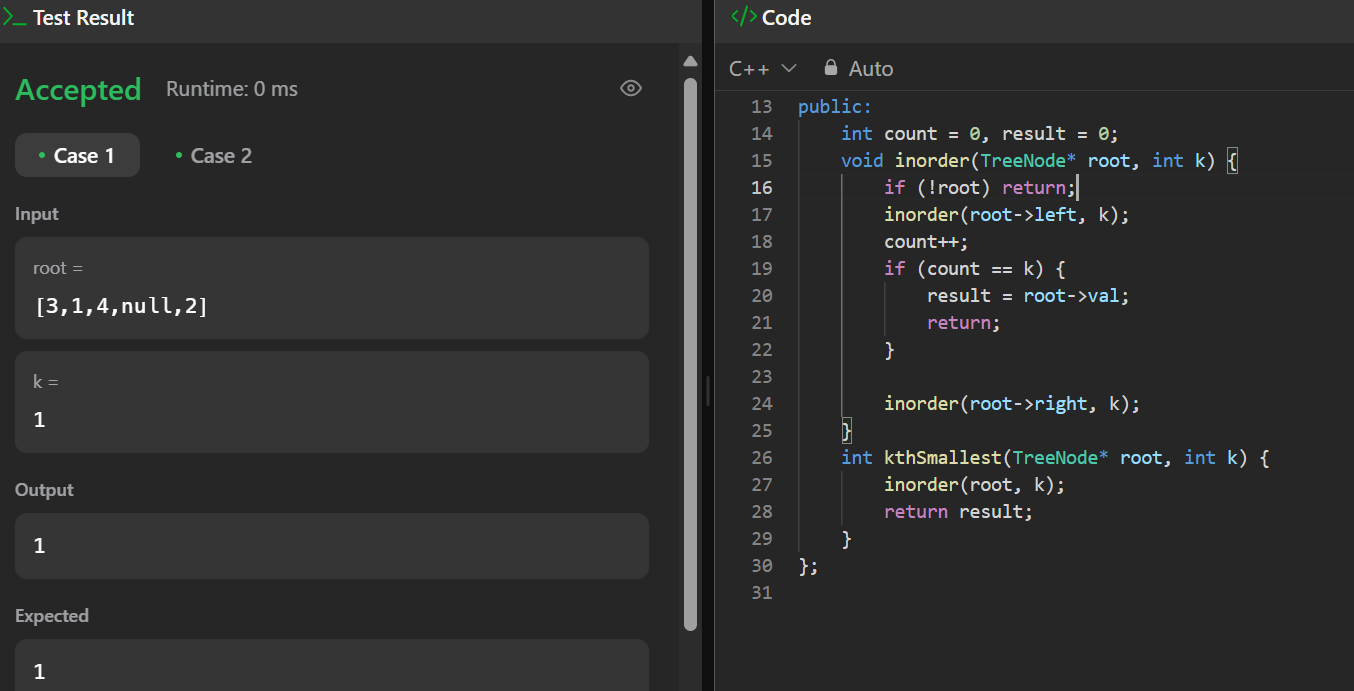 >_ Test Result
Accepted Runtime: 0 ms
• Case 1 • Case 2
Input
root =
[3,1,4,null,2]
k =
1
Output
1
Expected
1
</> Code
C++ Auto
13 public:
14     int count = 0, result = 0;
15     void inorder(TreeNode* root, int k) {
16         if (!root) return;
17         inorder(root->left, k);
18         count++;
19         if (count == k) {
20             result = root->val;
21             return;
22         }
23
24         inorder(root->right, k);
25     }
26     int kthSmallest(TreeNode* root, int k) {
27         inorder(root, k);
28         return result;
29     }
30 };
31